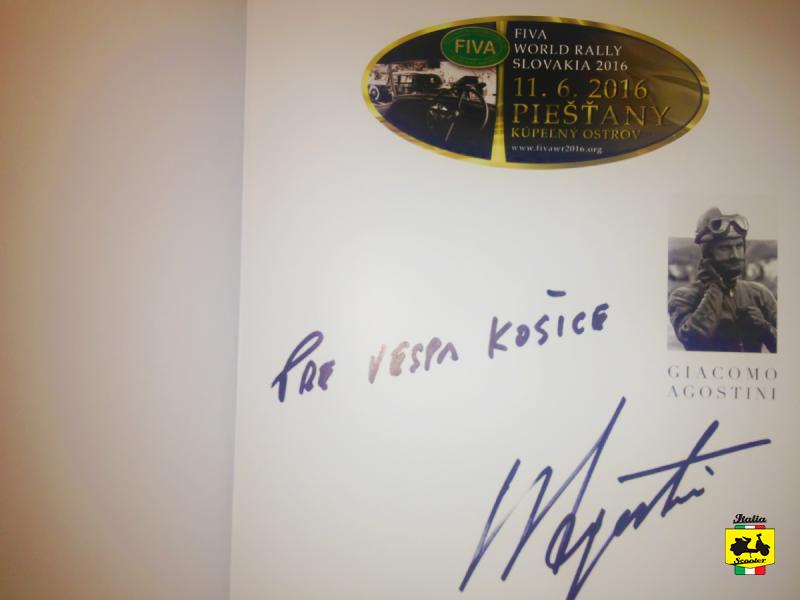 FIVA
FIVA
WORLD RALLY
SLOVAKIA 2016
11. 6. 2016
PIEŠŤANY
KÚPEĽNÝ OSTROV
www.fivawr2016.org
PRE VESPA KOŠICE
GIACOMO
AGOSTINI
Agostini
Italia
Scooter